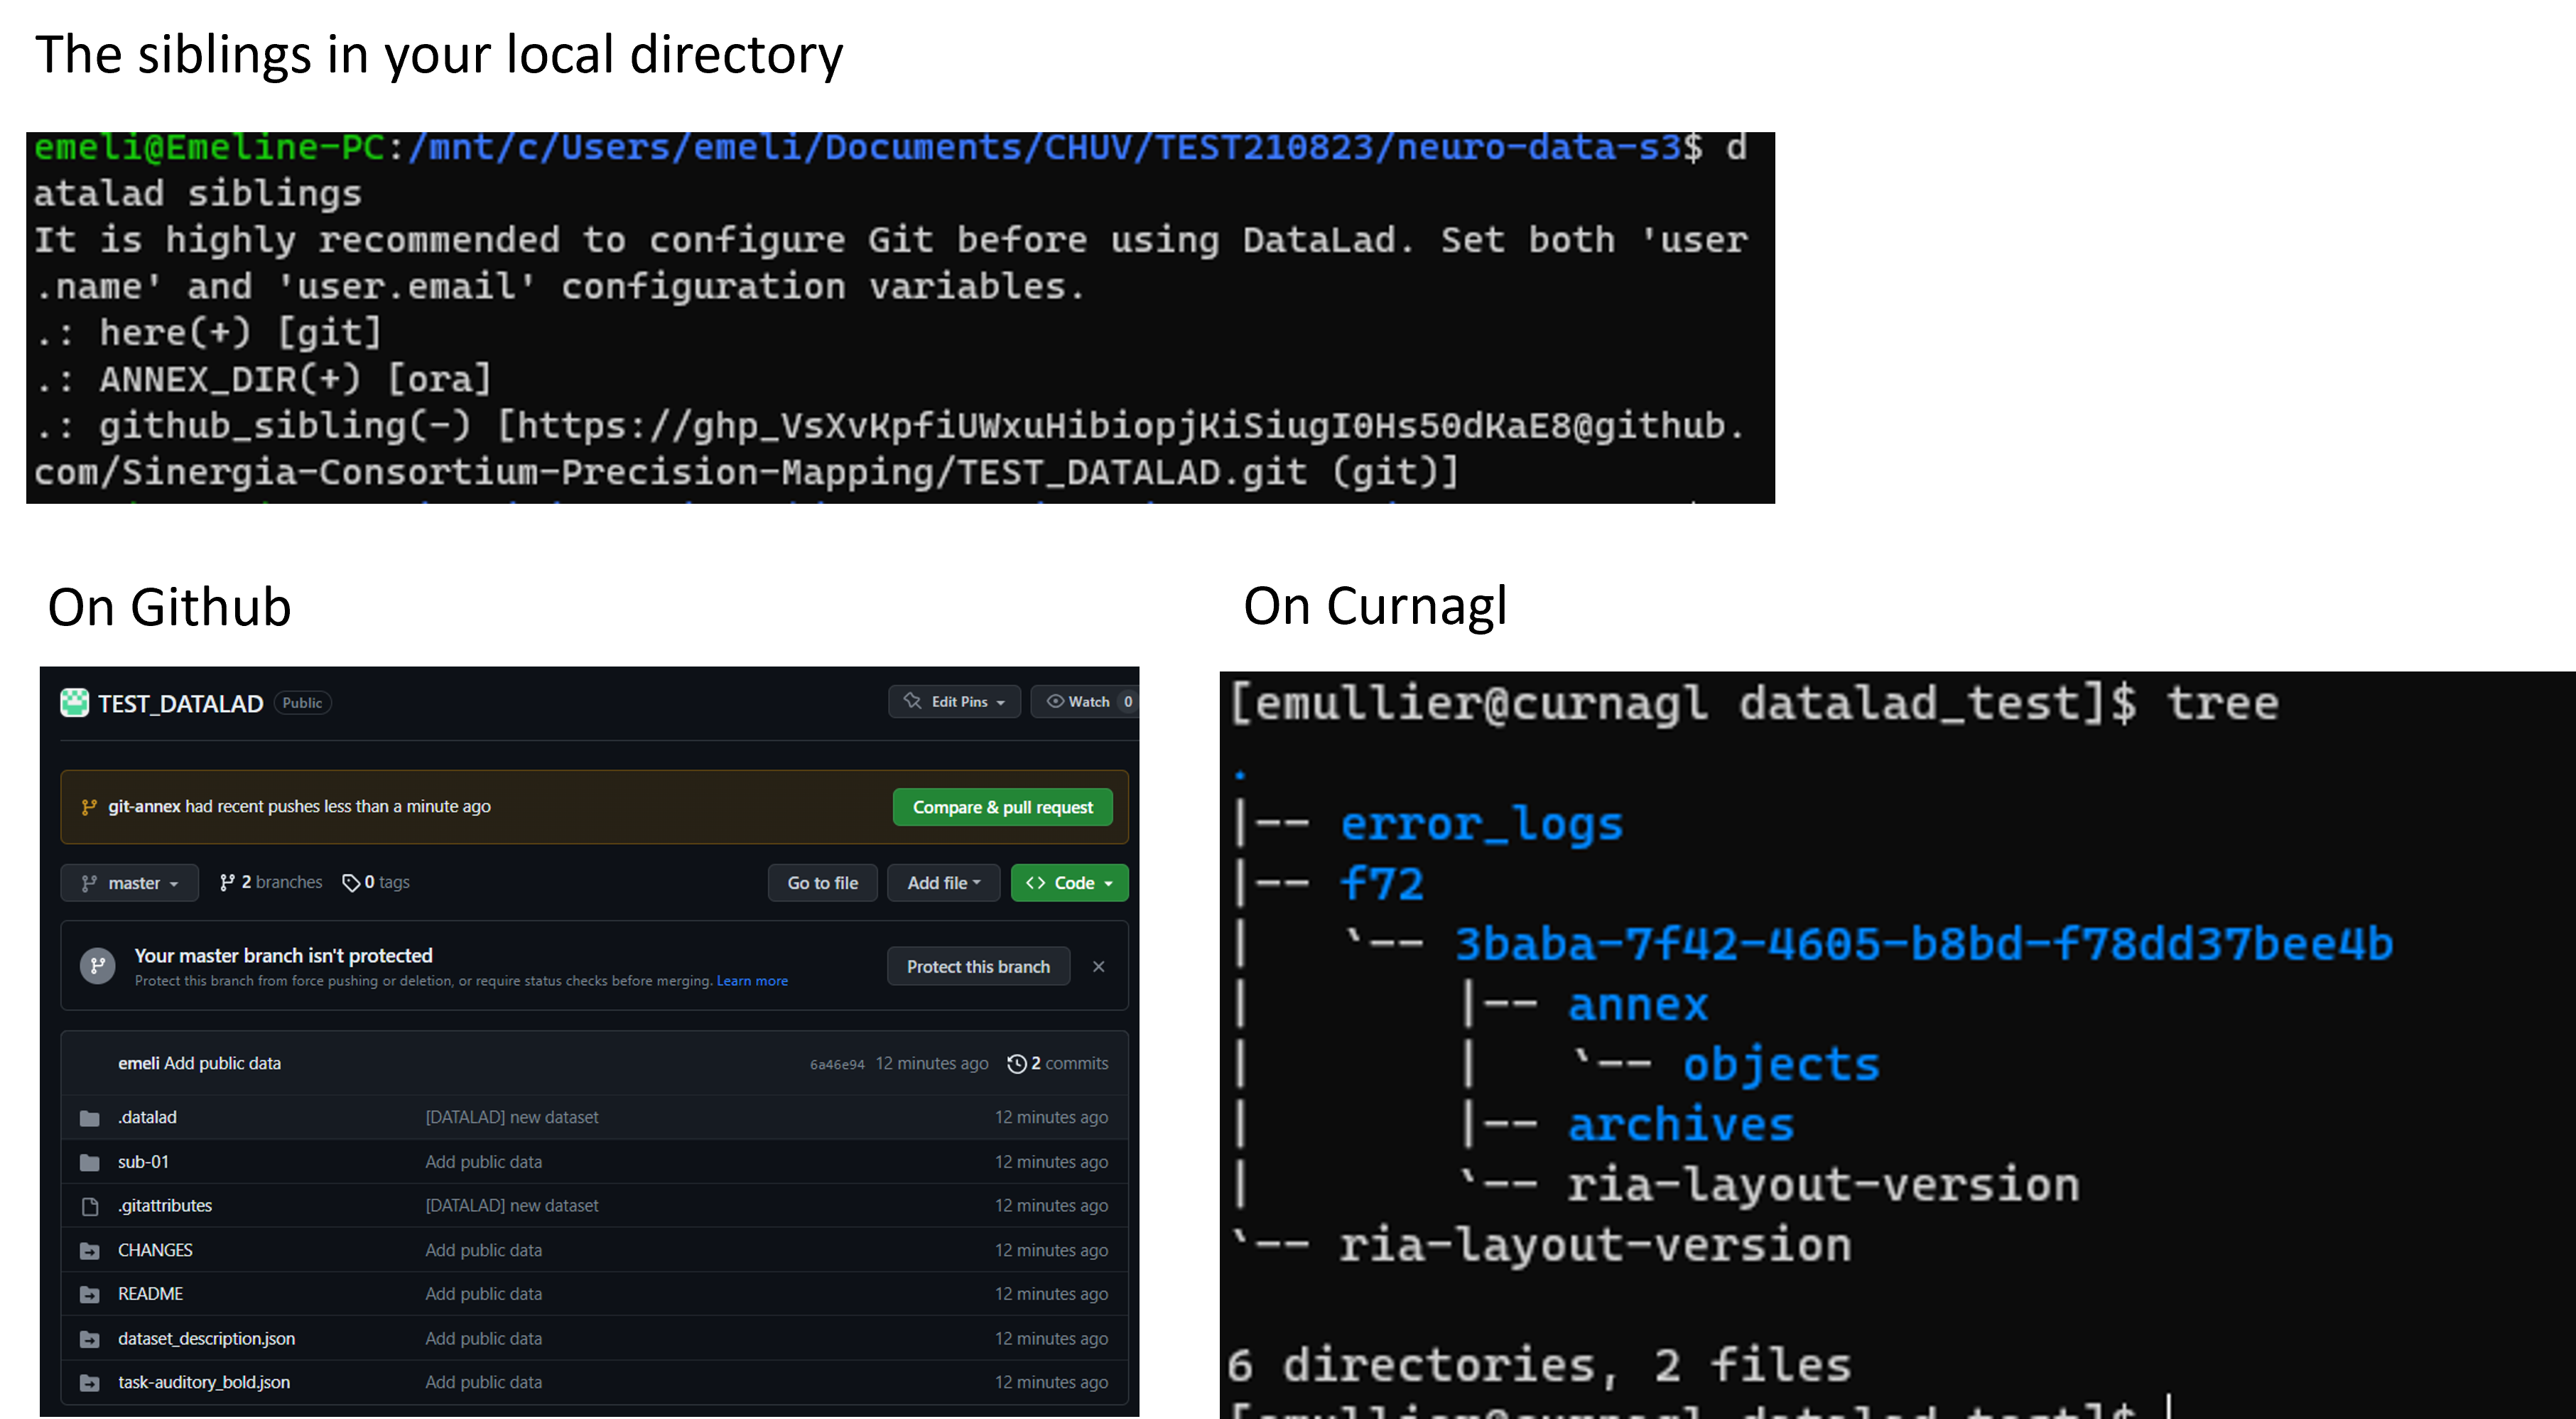 The siblings in your local directory
emeli@Emeline-PC:/mnt/c/Users/emeli/Documents/CHUV/TEST210823/neuro-data-s3$ d
atalad siblings
It is highly recommended to configure Git before using DataLad. Set both 'user
.name' and 'user.email' configuration variables.
.: here(+) [git]
.: ANNEX_DIR(+) [ora]
.: github_sibling(-) [https://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@github.
com/Sinergia-Consortium-Precision-Mapping/TEST_DATALAD.git (git)]
On Github
TEST_DATALAD Public Edit Pins Watch 0
git-annex had recent pushes less than a minute ago Compare & pull request
master 2 branches 0 tags Go to file Add file <> Code
Your master branch isn't protected
Protect this branch from force pushing or deletion, or require status checks before merging. Learn more
Protect this branch ×
emeli Add public data 6a46e94 12 minutes ago 2 commits
.datalad [DATALAD] new dataset 12 minutes ago
sub-01 Add public data 12 minutes ago
.gitattributes [DATALAD] new dataset 12 minutes ago
CHANGES Add public data 12 minutes ago
README Add public data 12 minutes ago
dataset_description.json Add public data 12 minutes ago
task-auditory_bold.json Add public data 12 minutes ago
On Curnagl
[emullier@curnagl datalad_test]$ tree
.
|-- error_logs
|-- f72
|   `-- 3baba-7f42-4605-b8bd-f78dd37bee4b
|       |-- annex
|       |   `-- objects
|       |-- archives
|       `-- ria-layout-version
`-- ria-layout-version
6 directories, 2 files